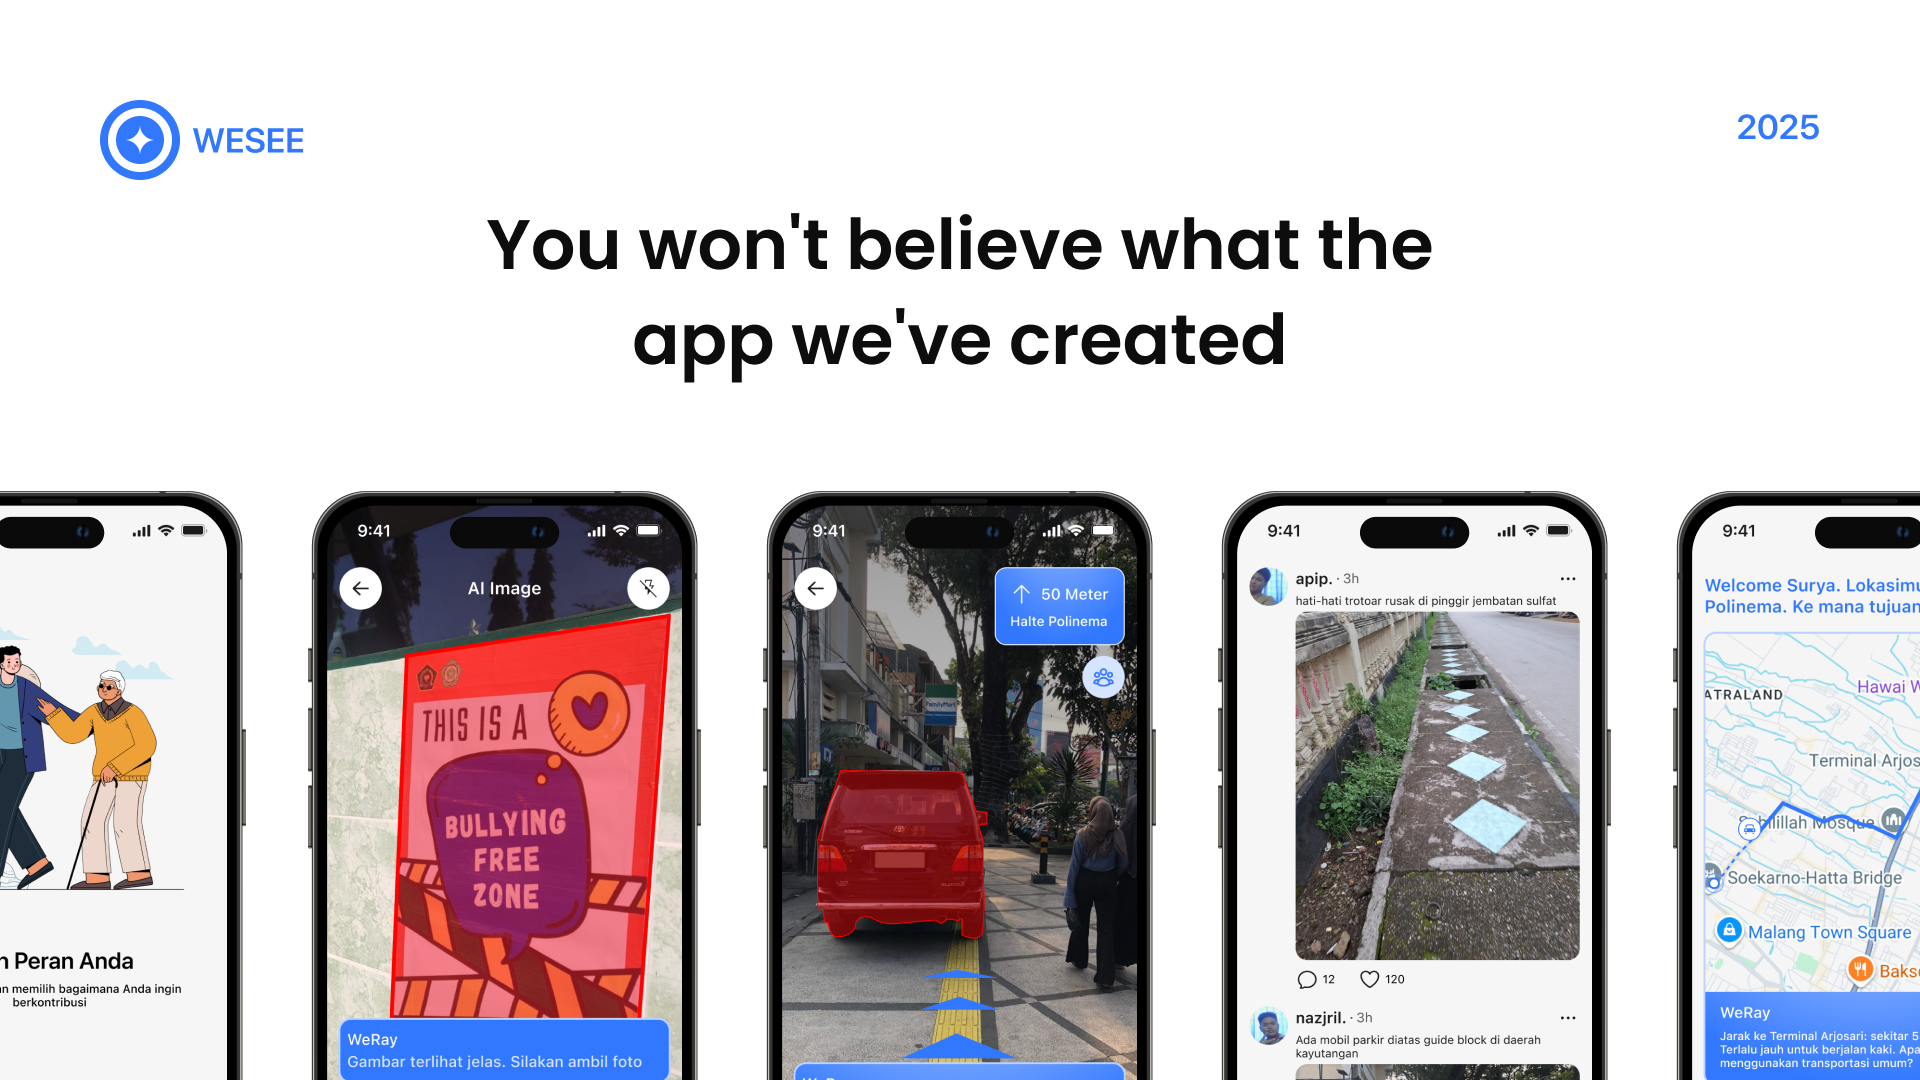 WESEE
2025
You won't believe what the
app we've created
Peran Anda
memilih bagaimana Anda ingin
berkontribusi
9:41
AI Image
THIS IS A
BULLYING
FREE
ZONE
WeRay
Gambar terlihat jelas. Silakan ambil foto
9:41
50 Meter
Halte Polinema
FamilyMart
9:41
apip. · 3h
hati-hati trotoar rusak di pinggir jembatan sulfat
12 120
nazjril. · 3h
Ada mobil parkir diatas guide block di daerah
kayutangan
9:41
Welcome Surya. Lokasimu
Polinema. Ke mana tujuan
ATRALAND
Hawai W
Terminal Arjos
Sabilillah Mosque
Soekarno-Hatta Bridge
Malang Town Square
Bakso
WeRay
Jarak ke Terminal Arjosari: sekitar 5
Terlalu jauh untuk berjalan kaki. Apa
menggunakan transportasi umum?